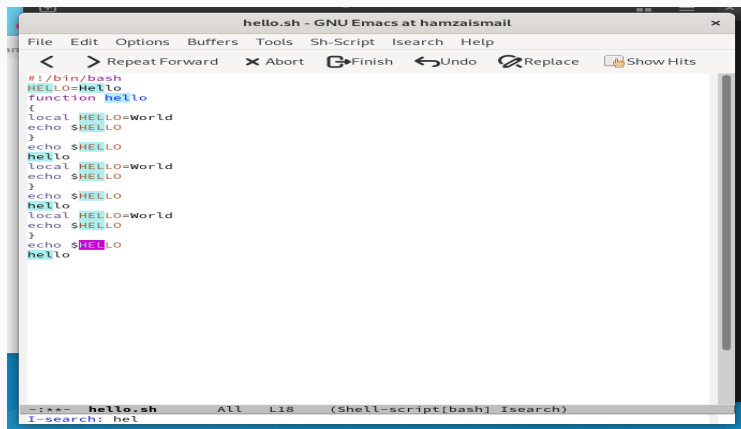 hello.sh - GNU Emacs at hamzaismail
File Edit Options Buffers Tools Sh-Script Isearch Help
Repeat Forward Abort Finish Undo Replace Show Hits
#!/bin/bash
HELLO=Hello
function hello
{
local HELLO=World
echo $HELLO
}
echo $HELLO
hello
local HELLO=World
echo $HELLO
}
echo $HELLO
hello
local HELLO=World
echo $HELLO
}
echo $HELLO
hello
-:**- hello.sh All L18 (Shell-script[bash] Isearch)
I-search: hel